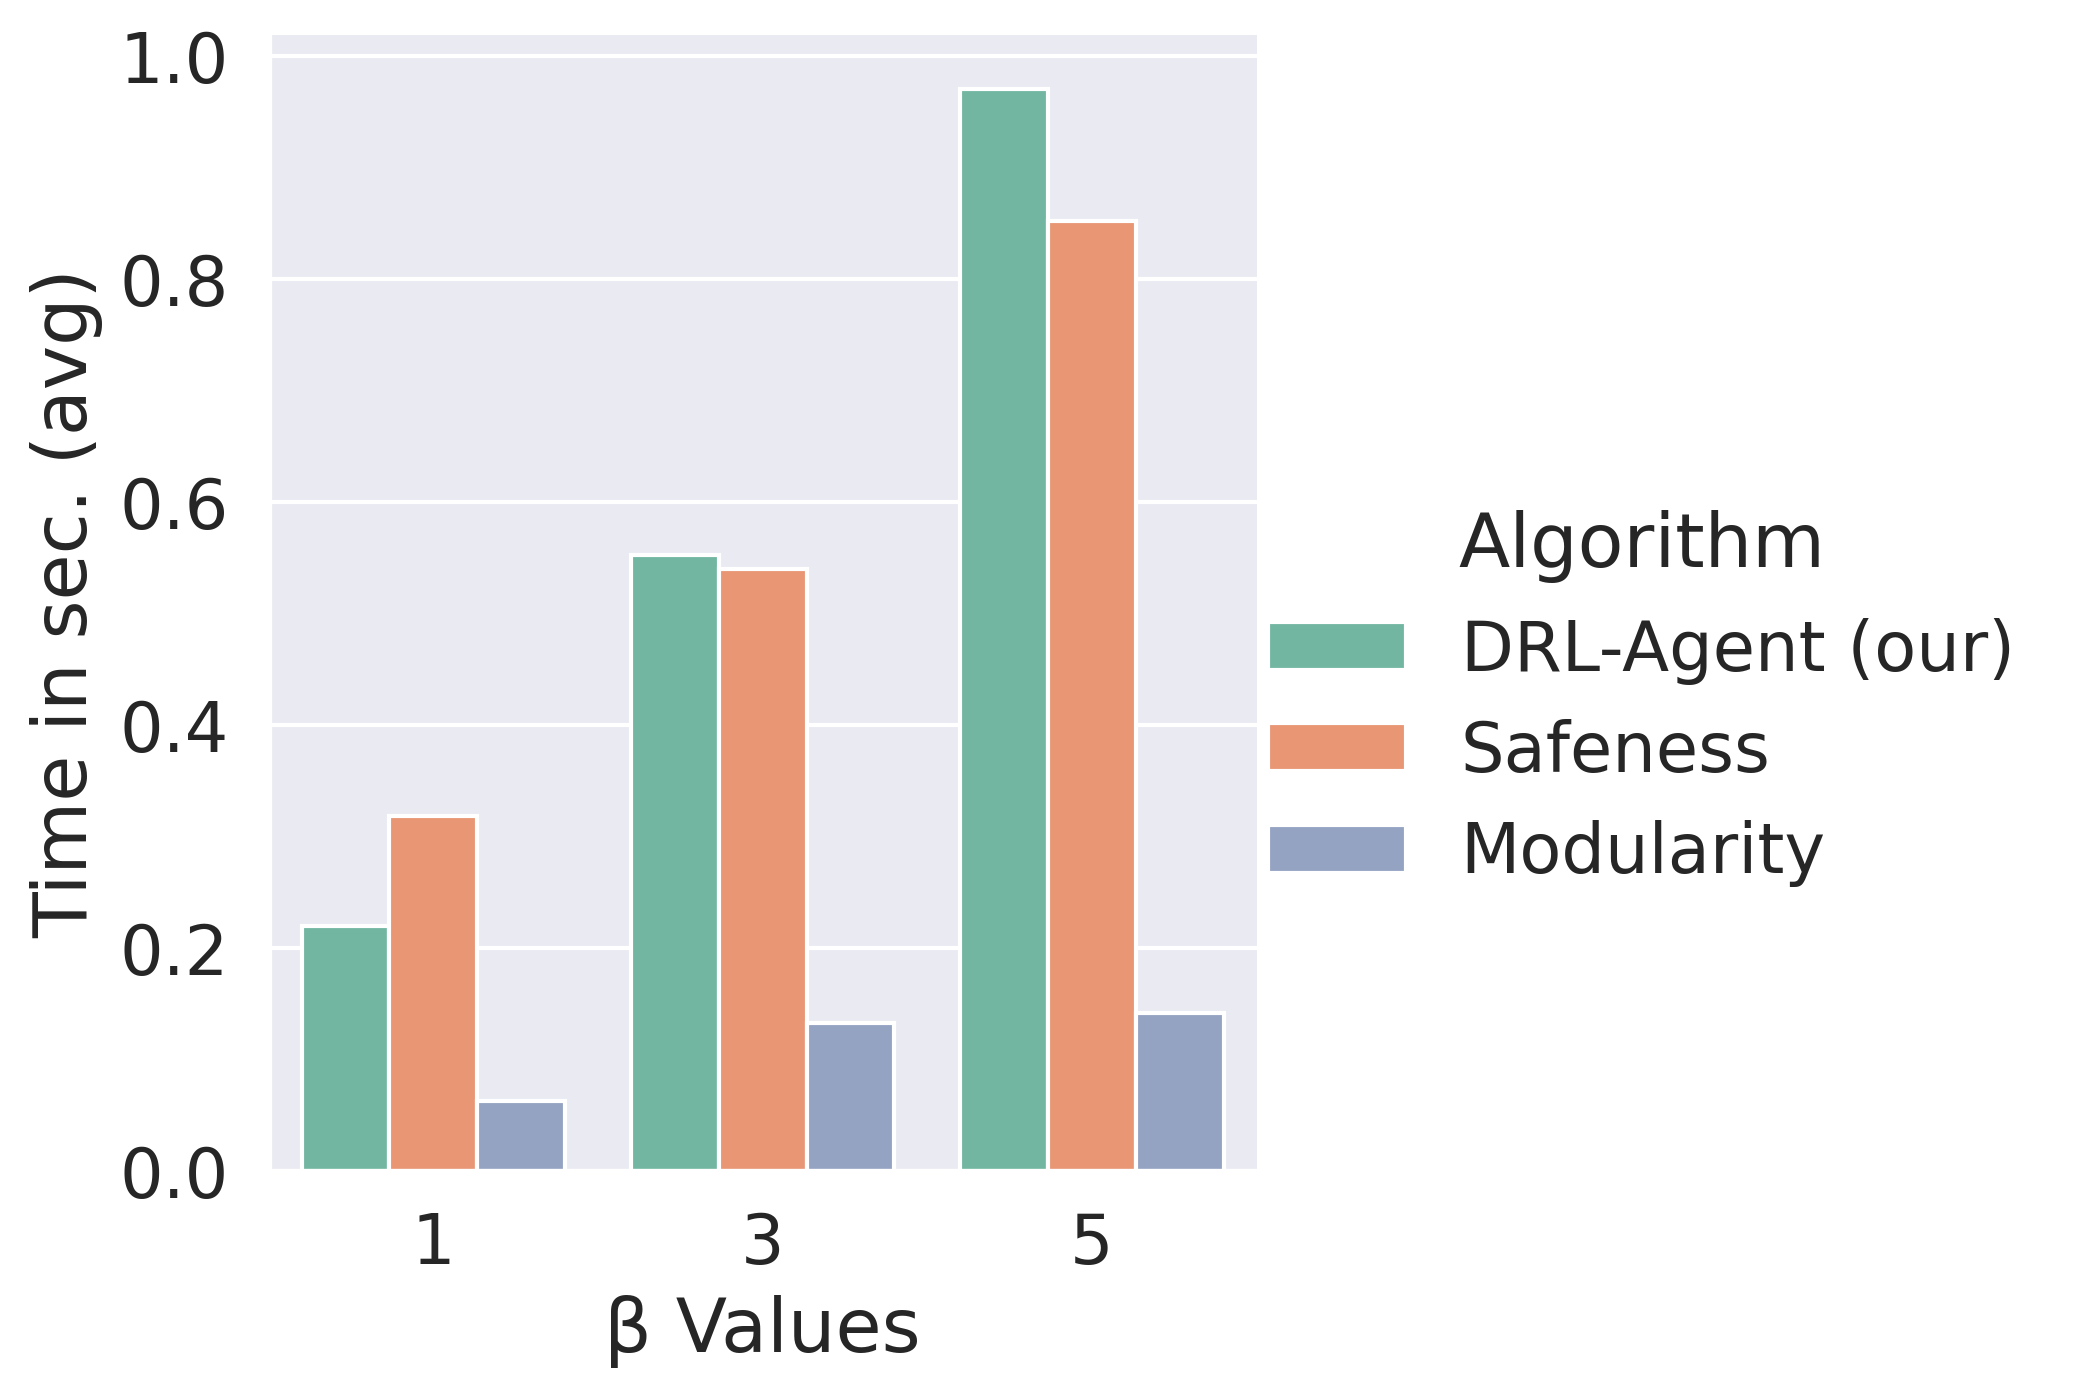 1.0
0.8
0.6
0.4
0.2
0.0
Time in sec. (avg)
1 3 5
β Values
Algorithm
DRL-Agent (our)
Safeness
Modularity